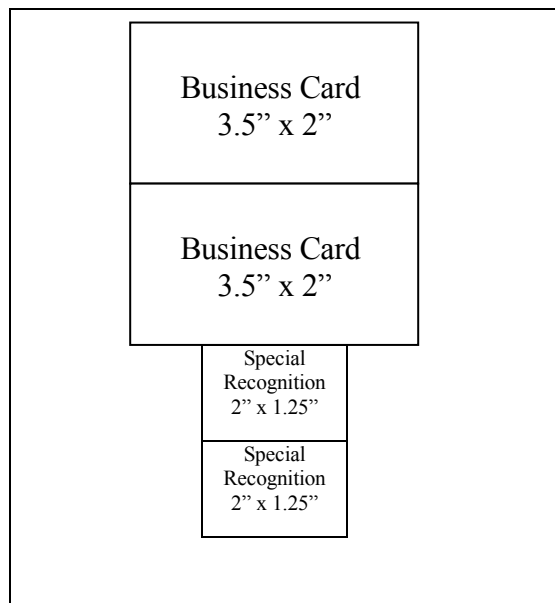 Business Card
3.5” x 2”
Business Card
3.5” x 2”
Special
Recognition
2” x 1.25”
Special
Recognition
2” x 1.25”